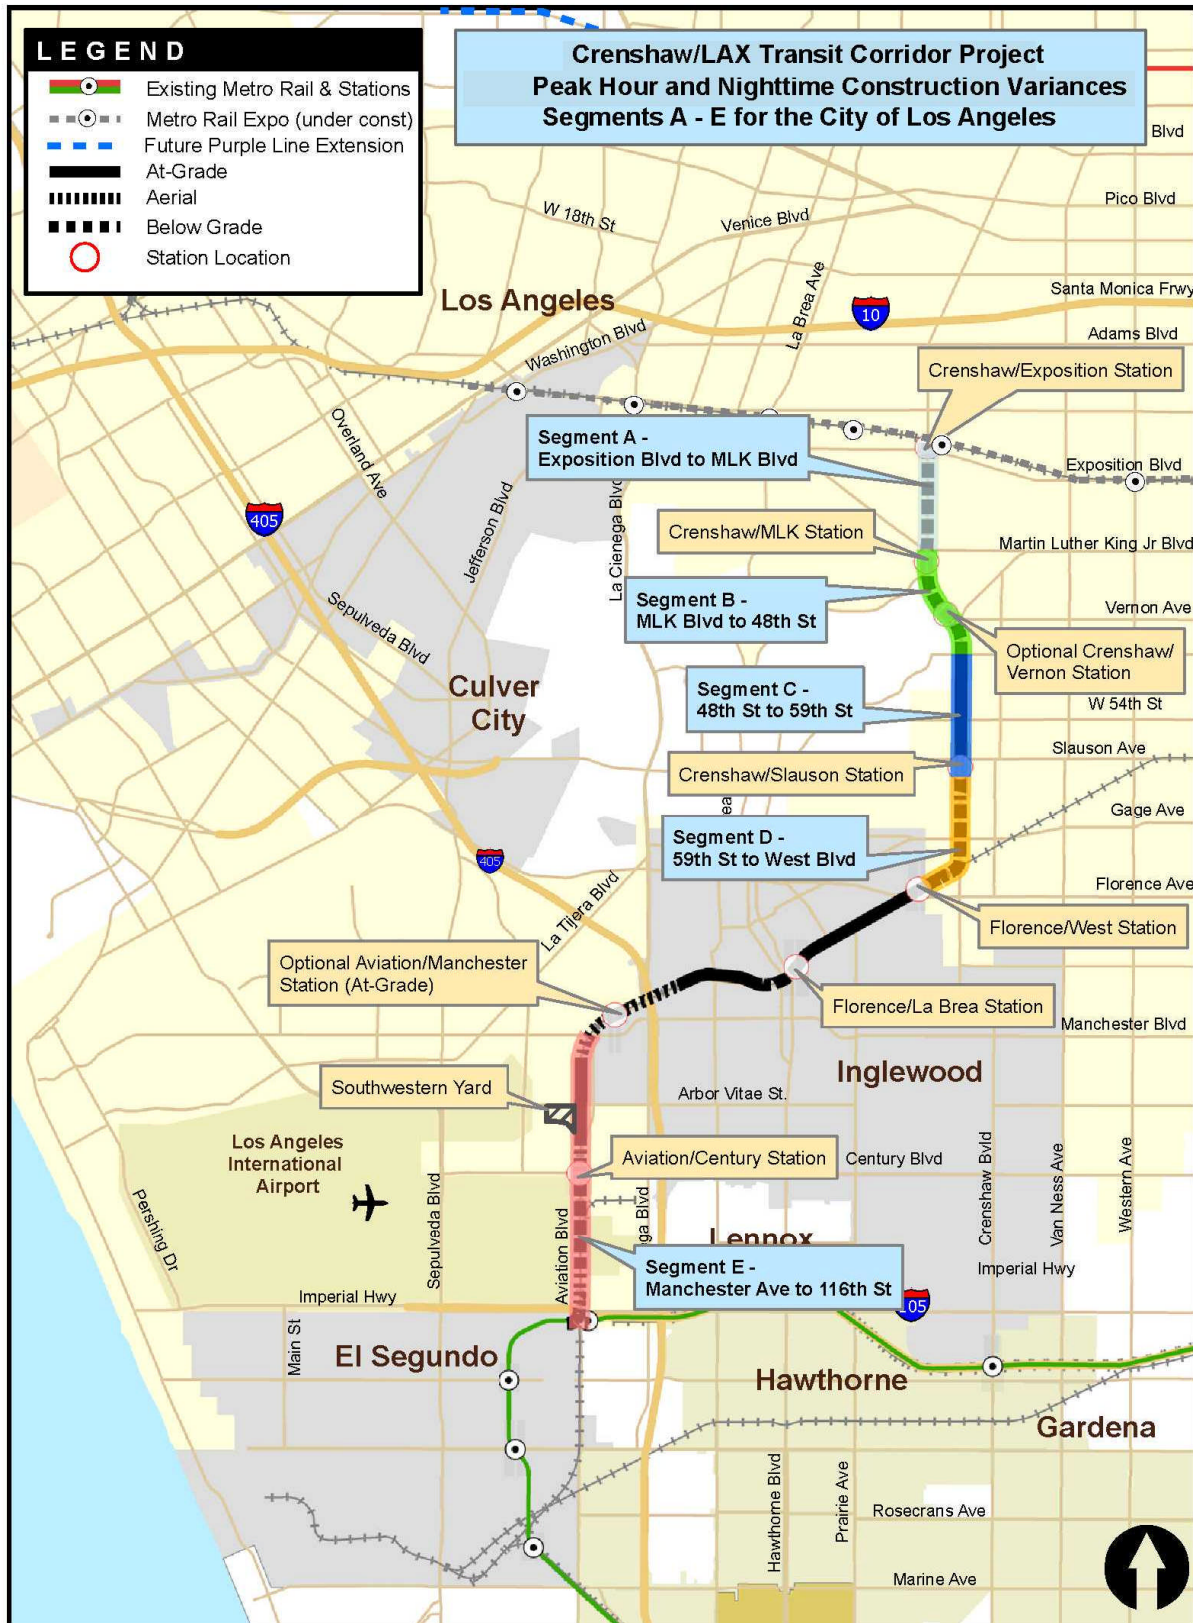 LEGEND
Existing Metro Rail & Stations
Metro Rail Expo (under const)
Future Purple Line Extension
At-Grade
Aerial
Below Grade
Station Location
Crenshaw/LAX Transit Corridor Project
Peak Hour and Nighttime Construction Variances
Segments A - E for the City of Los Angeles
Blvd
Pico Blvd
W 18th St
Venice Blvd
La Brea Ave
Santa Monica Frwy
Los Angeles
10
Adams Blvd
Washington Blvd
Crenshaw/Exposition Station
Overland Ave
Segment A -
Exposition Blvd to MLK Blvd
Exposition Blvd
405
Jefferson Blvd
La Cienega Blvd
Crenshaw/MLK Station
Martin Luther King Jr Blvd
Sepulveda Blvd
Segment B -
MLK Blvd to 48th St
Vernon Ave
Optional Crenshaw/
Vernon Station
Culver
City
Segment C -
48th St to 59th St
W 54th St
Slauson Ave
Crenshaw/Slauson Station
Gage Ave
Segment D -
59th St to West Blvd
405
Florence Ave
La Tijera Blvd
Florence/West Station
Optional Aviation/Manchester
Station (At-Grade)
Florence/La Brea Station
Manchester Blvd
Inglewood
Southwestern Yard
Arbor Vitae St.
Los Angeles
International
Airport
Aviation/Century Station
Century Blvd
Pershing Dr
Sepulveda Blvd
Aviation Blvd
ga Blvd
Crenshaw Bvld
Van Ness Ave
Western Ave
Lennox
Segment E -
Manchester Ave to 116th St
Imperial Hwy
Imperial Hwy
105
Main St
El Segundo
Hawthorne
Gardena
Hawthorne Blvd
Prairie Ave
Rosecrans Ave
Marine Ave